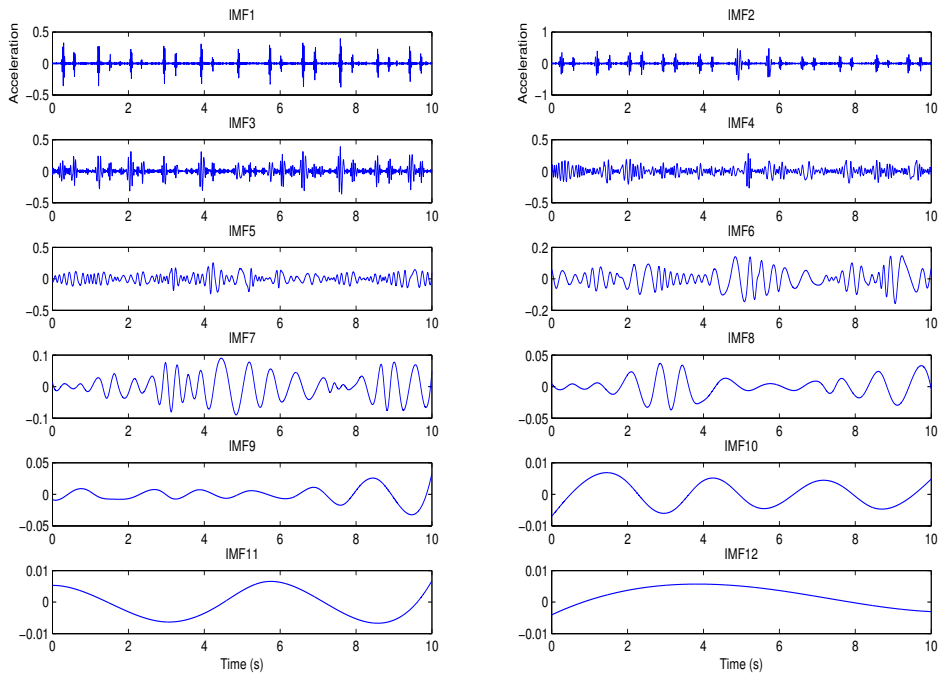 IMF1
IMF2
Acceleration
0.5
0
−0.5
0 2 4 6 8 10
Acceleration
1
0
−1
0 2 4 6 8 10
IMF3
IMF4
0.5
0
−0.5
0 2 4 6 8 10
0.5
0
−0.5
0 2 4 6 8 10
IMF5
IMF6
0.5
0
−0.5
0 2 4 6 8 10
0.2
0
−0.2
0 2 4 6 8 10
IMF7
IMF8
0.1
0
−0.1
0 2 4 6 8 10
0.05
0
−0.05
0 2 4 6 8 10
IMF9
IMF10
0.05
0
−0.05
0 2 4 6 8 10
0.01
0
−0.01
0 2 4 6 8 10
IMF11
IMF12
0.01
0
−0.01
0 2 4 6 8 10
Time (s)
0.01
0
−0.01
0 2 4 6 8 10
Time (s)